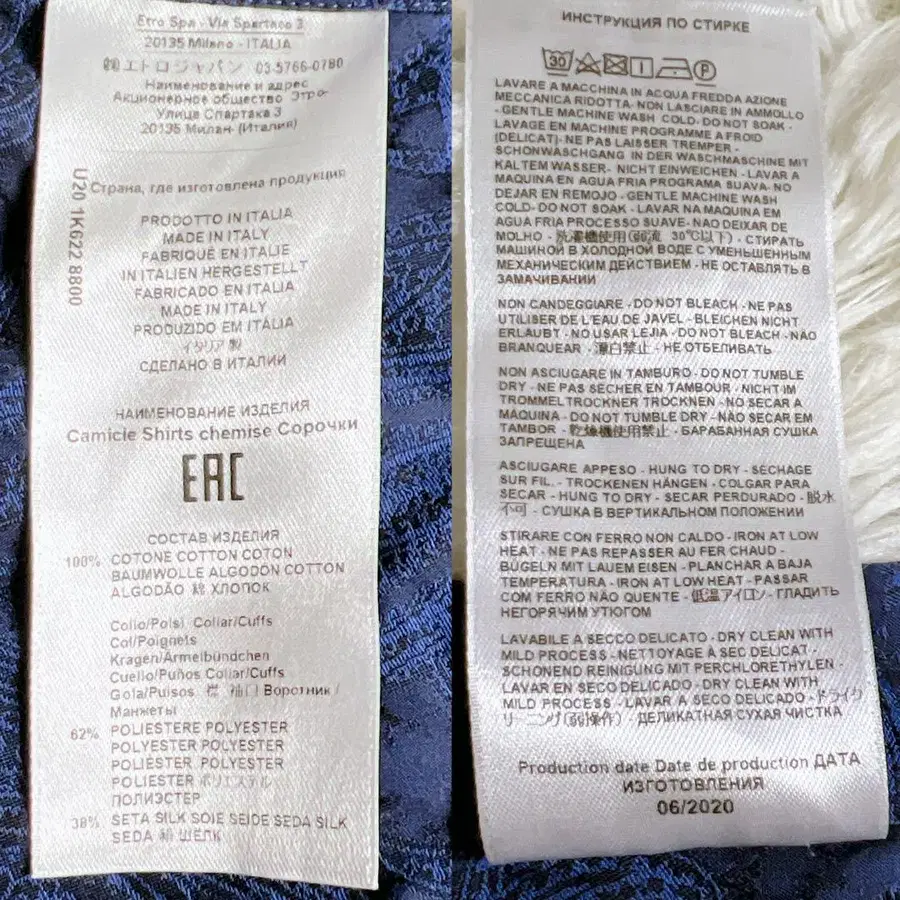 Etro Spa - Via Spartaco 3
20135 Milano - ITALIA
㈱エトロジャパン 03-5766-0780
Наименование и адрес
Акционерное общество Этро-
Улица Спартака 3
20135 Милан- (Италия)
U20 1K622 8800
Страна, где изготовлена продукция
PRODOTTO IN ITALIA
MADE IN ITALY
FABRIQUÉ EN ITALIE
IN ITALIEN HERGESTELLT
FABRICADO EN ITALIA
MADE IN ITALY
PRODUZIDO EM ITÁLIA
イタリア製
СДЕЛАНО В ИТАЛИИ
НАИМЕНОВАНИЕ ИЗДЕЛИЯ
Camicie Shirts chemise Сорочки
EAC
СОСТАВ ИЗДЕЛИЯ
100% COTONE COTTON COTON
BAUMWOLLE ALGODON COTTON
ALGODÃO 綿 ХЛОПОК
Collo/Polsi Collar/Cuffs
Col/Poignets
Kragen/Ärmelbündchen
Cuello/Puños Collar/Cuffs
Gola/Pulsos 襟 袖口 Воротник /
Манжеты
62% POLIESTERE POLYESTER
POLYESTER POLYESTER
POLIÉSTER POLYESTER
POLIESTER ポリエステル
ПОЛИЭСТЕР
38% SETA SILK SOIE SEIDE SEDA SILK
SEDA 絹 ШЕЛК
ИНСТРУКЦИЯ ПО СТИРКЕ
30 P
LAVARE A MACCHINA IN ACQUA FREDDA AZIONE
MECCANICA RIDOTTA- NON LASCIARE IN AMMOLLO
- GENTLE MACHINE WASH COLD- DO NOT SOAK -
LAVAGE EN MACHINE PROGRAMME A FROID
(DELICAT)- NE PAS LAISSER TREMPER -
SCHONWASCHGANG IN DER WASCHMASCHINE MIT
KALTEM WASSER- NICHT EINWEICHEN - LAVAR A
MAQUINA EN AGUA FRIA PROGRAMA SUAVA- NO
DEJAR EN REMOJO - GENTLE MACHINE WASH
COLD- DO NOT SOAK - LAVAR NA MAQUINA EM
AGUA FRIA PROCESSO SUAVE- NÃO DEIXAR DE
MOLHO - 洗濯機使用(弱流 30℃以下) - СТИРАТЬ
МАШИНОЙ В ХОЛОДНОЙ ВОДЕ С УМЕНЬШЕННЫМ
МЕХАНИЧЕСКИМ ДЕЙСТВИЕМ - НЕ ОСТАВЛЯТЬ В
ЗАМАЧИВАНИИ
NON CANDEGGIARE - DO NOT BLEACH - NE PAS
UTILISER DE L'EAU DE JAVEL - BLEICHEN NICHT
ERLAUBT - NO USAR LEJIA - DO NOT BLEACH - NÃO
BRANQUEAR - 漂白禁止 - НЕ ОТБЕЛИВАТЬ
NON ASCIUGARE IN TAMBURO - DO NOT TUMBLE
DRY - NE PAS SÉCHER EN TAMBOUR - NICHT IM
TROMMELTROCKNER TROCKNEN - NO SECAR A
MÁQUINA - DO NOT TUMBLE DRY - NÃO SECAR EM
TAMBOR - 乾燥機使用禁止 - БАРАБАННАЯ СУШКА
ЗАПРЕЩЕНА
ASCIUGARE APPESO - HUNG TO DRY - SÉCHAGE
SUR FIL. - TROCKENEN HÄNGEN - COLGAR PARA
SECAR - HUNG TO DRY - SECAR PERDURADO - 脱水
不可 - СУШКА В ВЕРТИКАЛЬНОМ ПОЛОЖЕНИИ
STIRARE CON FERRO NON CALDO - IRON AT LOW
HEAT - NE PAS REPASSER AU FER CHAUD -
BÜGELN MIT LAUEM EISEN - PLANCHAR A BAJA
TEMPERATURA - IRON AT LOW HEAT - PASSAR
COM FERRO NÃO QUENTE - 低温アイロン - ГЛАДИТЬ
НЕГОРЯЧИМ УТЮГОМ
LAVABILE A SECCO DELICATO - DRY CLEAN WITH
MILD PROCESS - NETTOYAGE À SEC DELICAT -
SCHONEND REINIGUNG MIT PERCHLORETHYLEN -
LAVAR EN SECO DELICADO - DRY CLEAN WITH
MILD PROCESS - LAVAR A SECO DELICADO - ドライク
リーニング(弱操作) - ДЕЛИКАТНАЯ СУХАЯ ЧИСТКА
Production date Date de production ДАТА
ИЗГОТОВЛЕНИЯ
06/2020